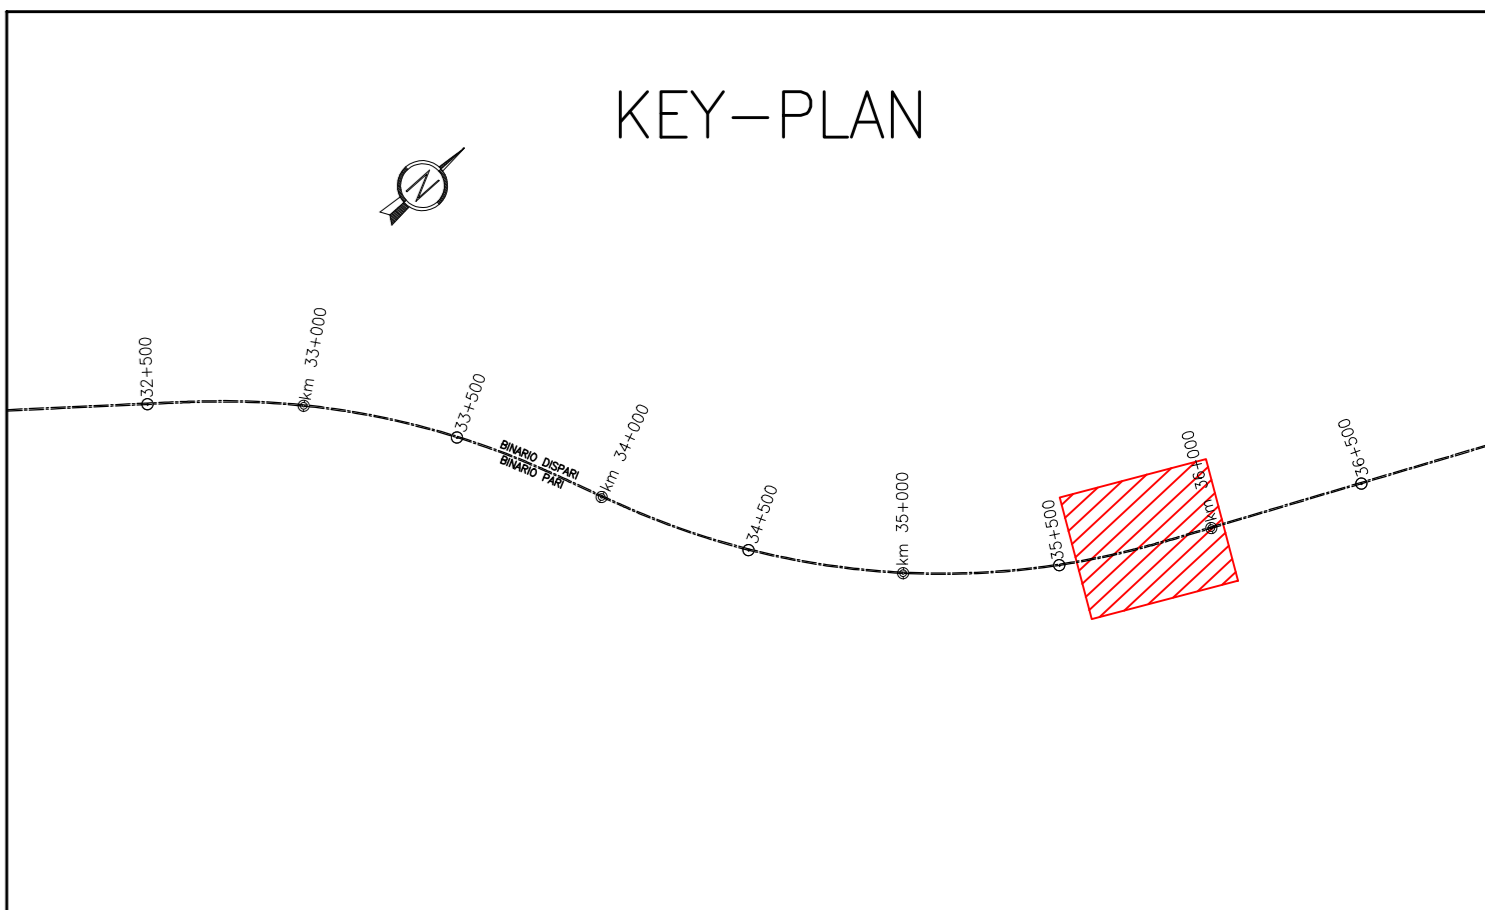 KEY-PLAN
N
32+500
km 33+000
33+500
BINARIO DISPARI
BINARIO PARI
km 34+000
34+500
km 35+000
35+500
km 36+000
36+500